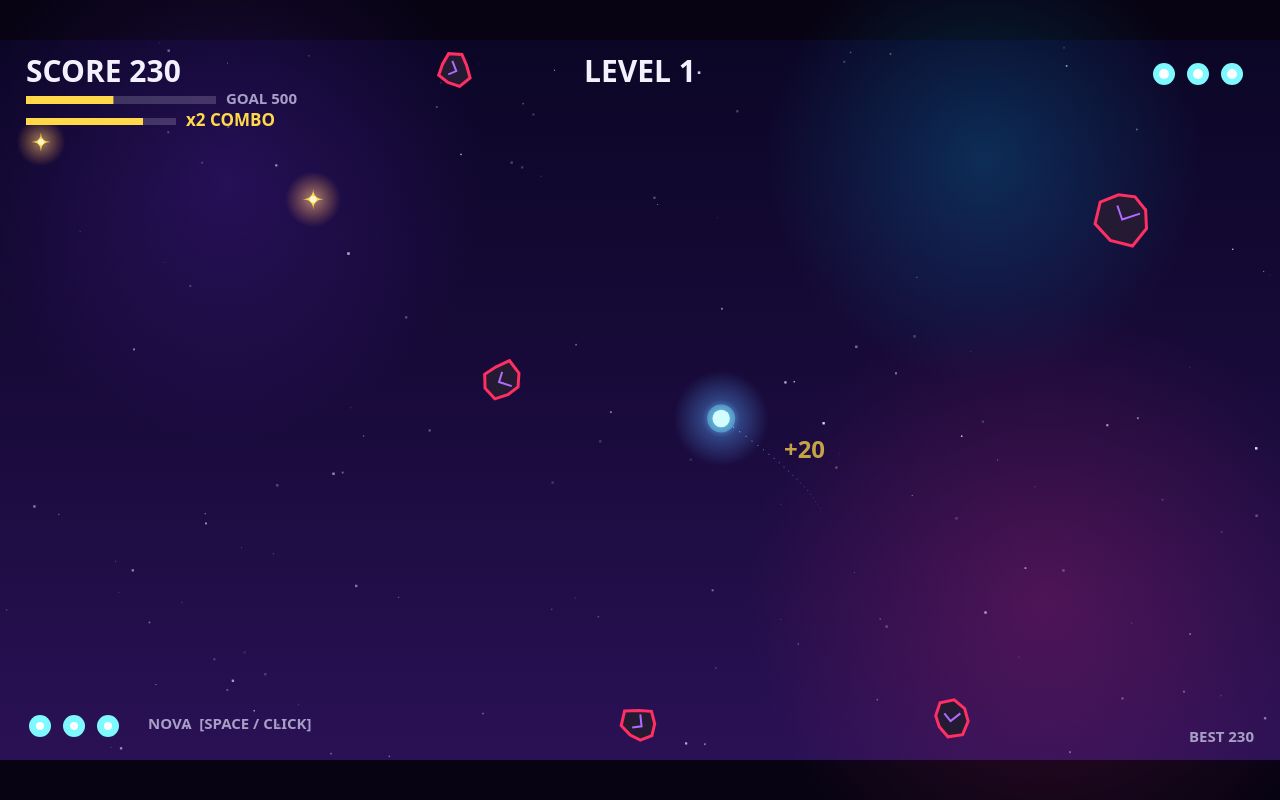 SCORE 230
LEVEL 1
GOAL 500
x2 COMBO
+20
NOVA [SPACE / CLICK]
BEST 230